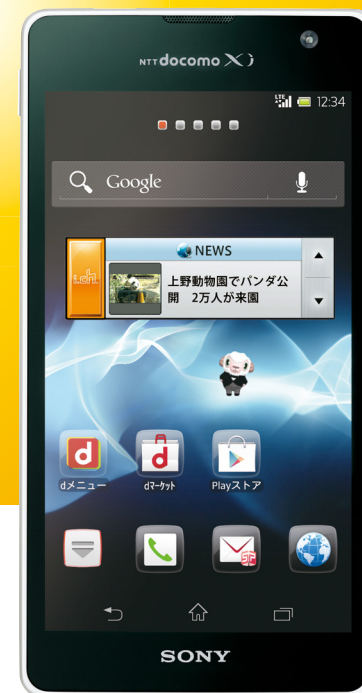 NTT docomo Xi
LTE 12:34
Google
i.ch.
NEWS
上野動物園でパンダ公
開 2万人が来園
d
d
dメニュー
dマーケット
Playストア
SONY